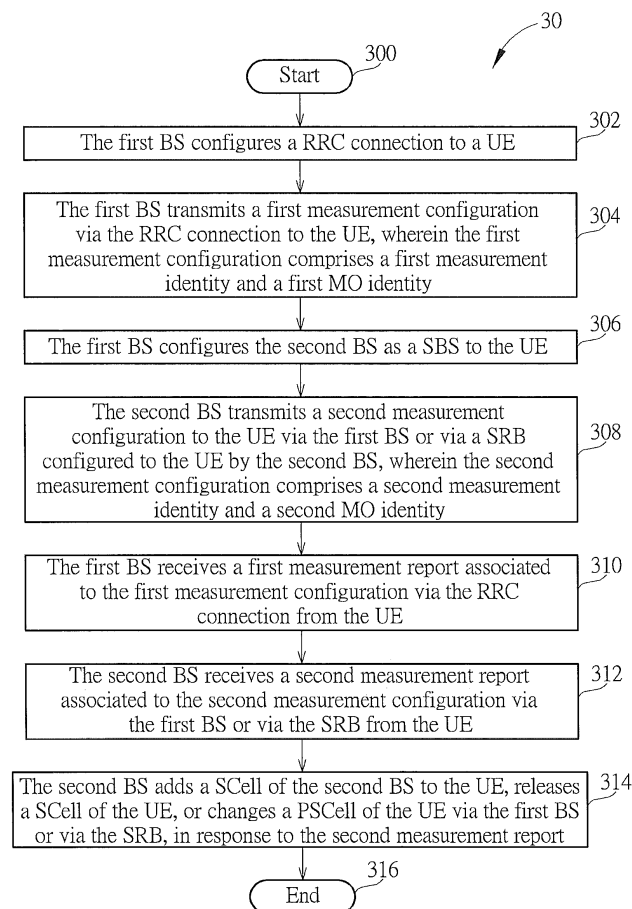 30
300
Start
302
The first BS configures a RRC connection to a UE
304
The first BS transmits a first measurement configuration
via the RRC connection to the UE, wherein the first
measurement configuration comprises a first measurement
identity and a first MO identity
306
The first BS configures the second BS as a SBS to the UE
308
The second BS transmits a second measurement
configuration to the UE via the first BS or via a SRB
configured to the UE by the second BS, wherein the second
measurement configuration comprises a second measurement
identity and a second MO identity
310
The first BS receives a first measurement report associated
to the first measurement configuration via the RRC
connection from the UE
312
The second BS receives a second measurement report
associated to the second measurement configuration via
the first BS or via the SRB from the UE
314
The second BS adds a SCell of the second BS to the UE, releases
a SCell of the UE, or changes a PSCell of the UE via the first BS
or via the SRB, in response to the second measurement report
316
End